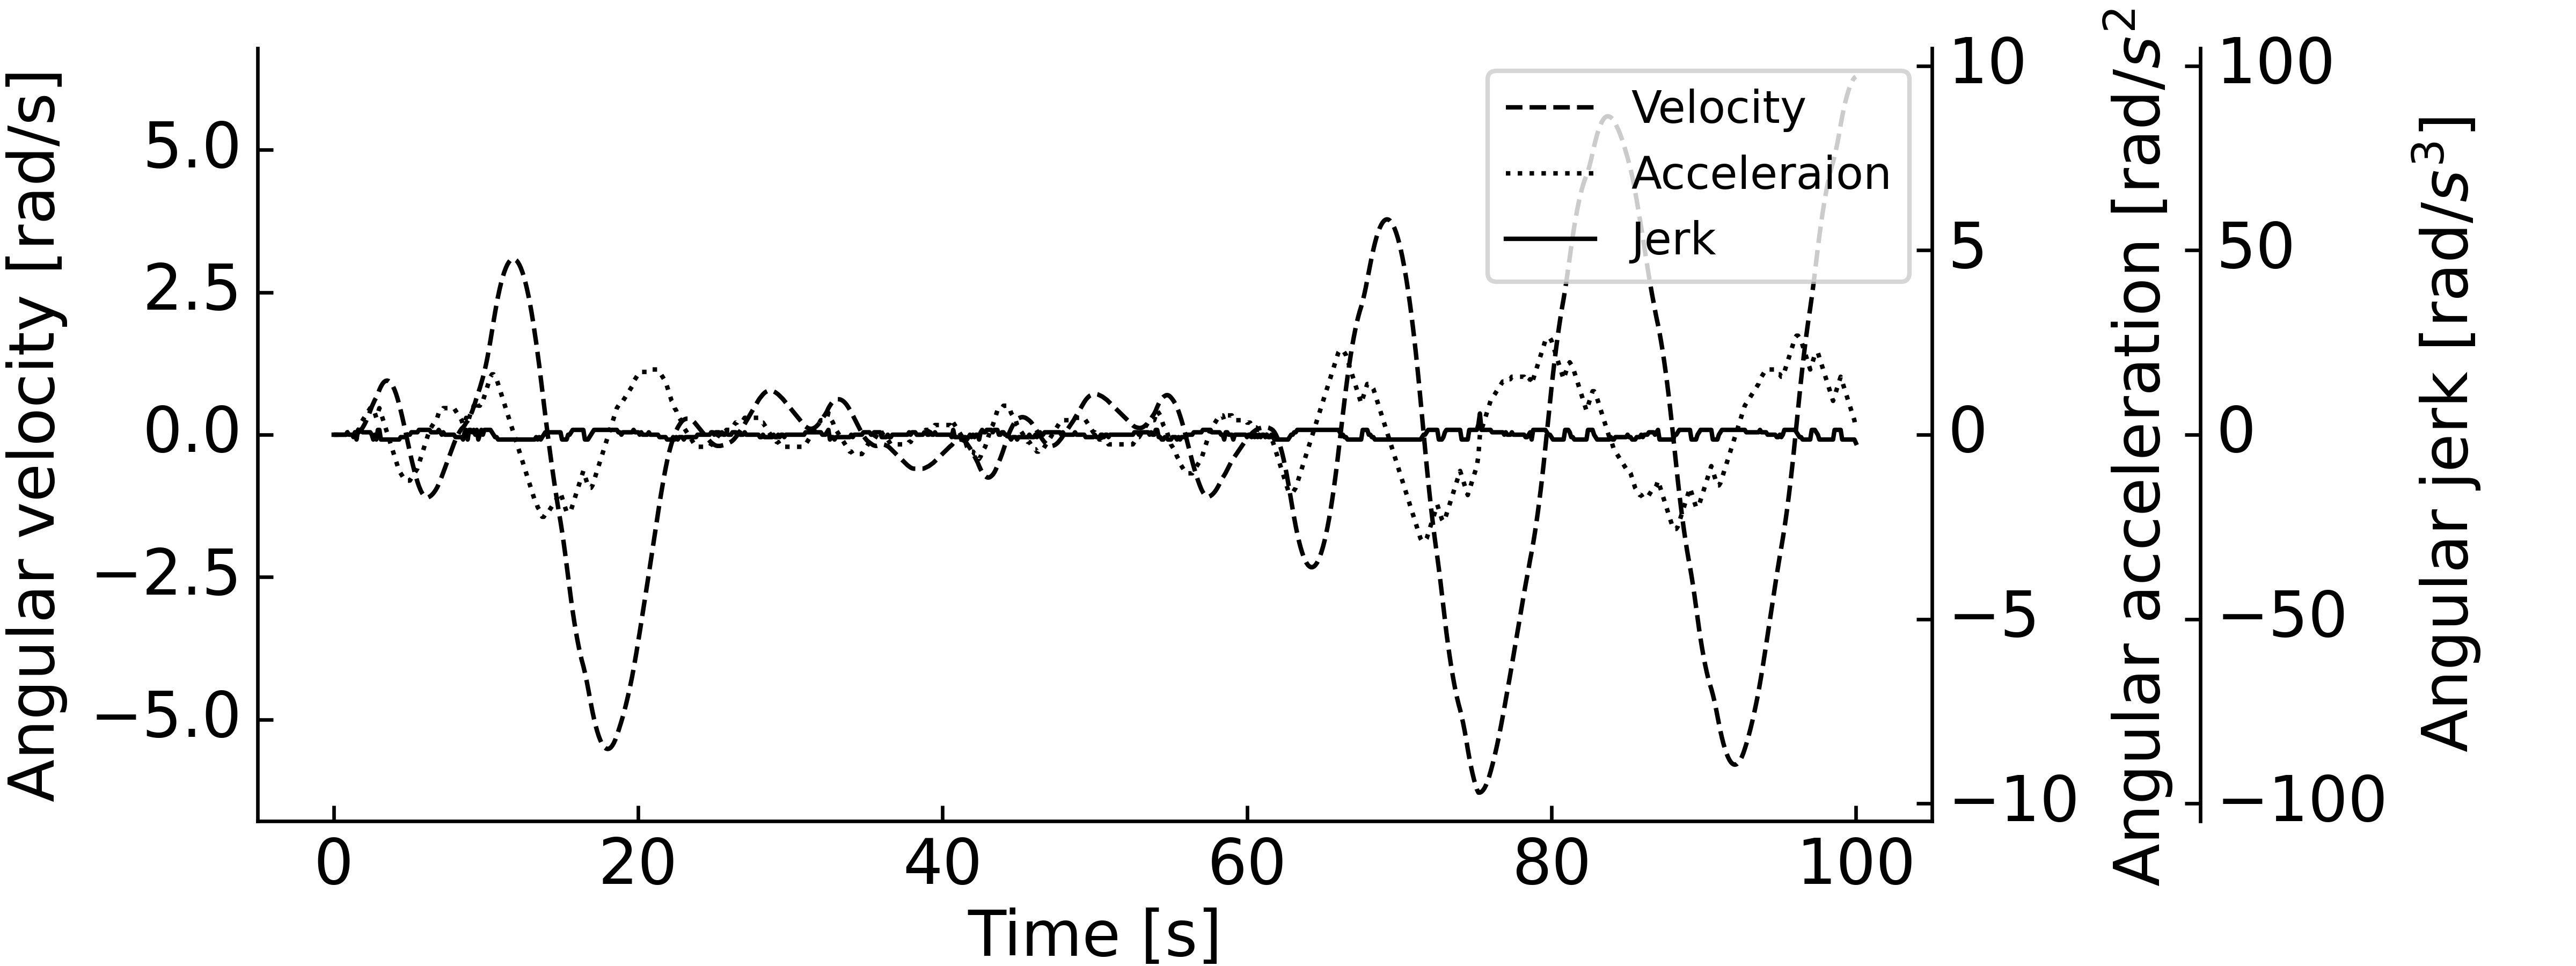 Angular velocity [rad/s]
5.0
2.5
0.0
−2.5
−5.0
0 20 40 60 80 100
Time [s]
Velocity
Acceleraion
Jerk
10
5
0
−5
−10
Angular acceleration [rad/s²
100
50
0
−50
−100
Angular jerk [rad/s³]